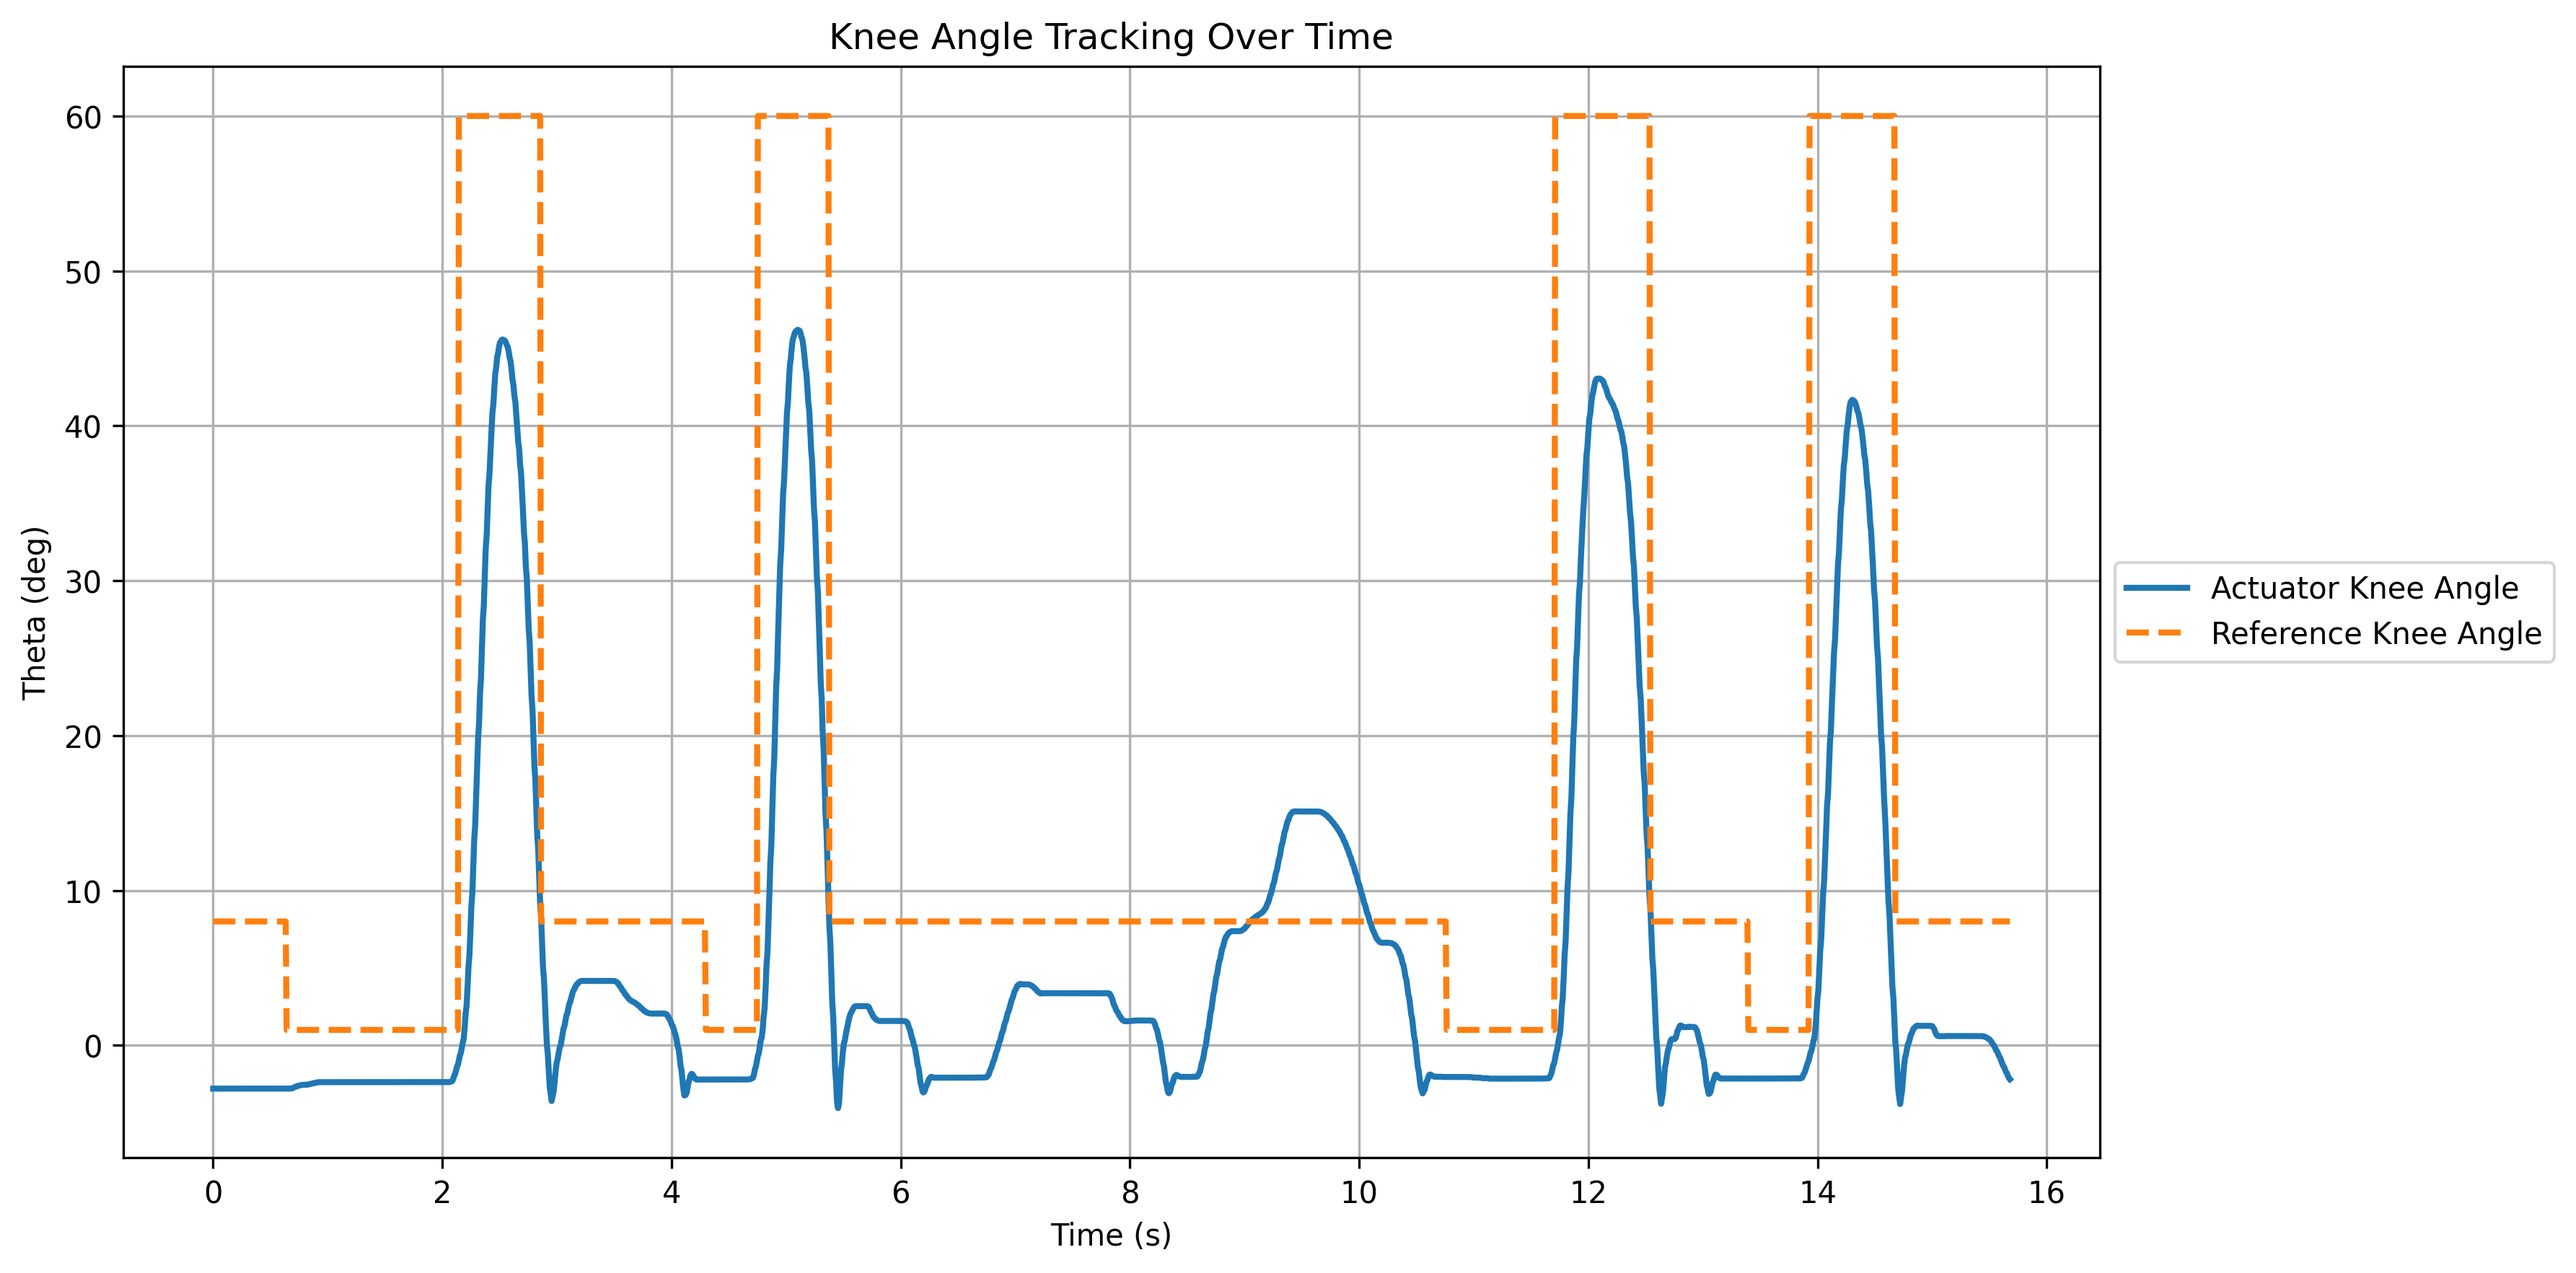 Knee Angle Tracking Over Time
60
50
40
30
20
10
0
Theta (deg)
0 2 4 6 8 10 12 14 16
Time (s)
Actuator Knee Angle
Reference Knee Angle